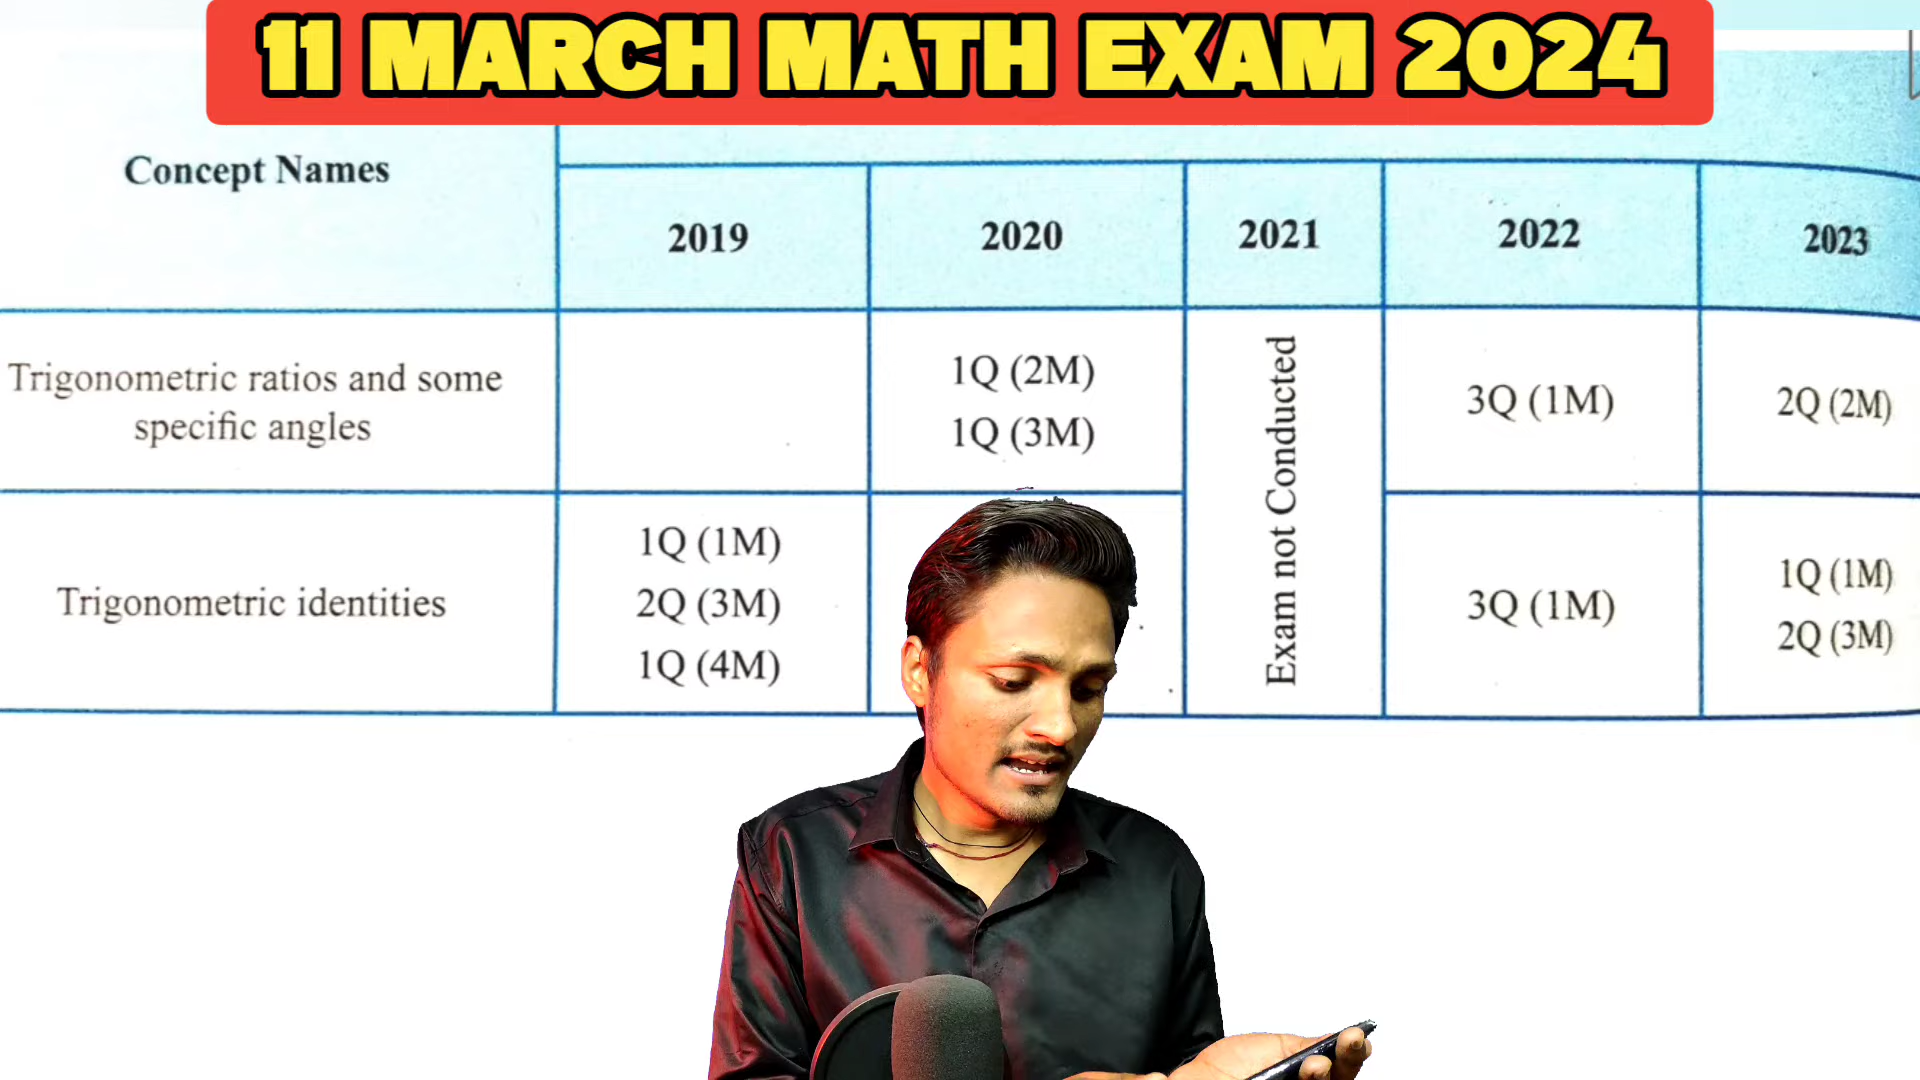 11 MARCH MATH EXAM 2024
Concept Names
2019
2020
2021
2022
2023
Trigonometric ratios and some
specific angles
1Q (2M)
1Q (3M)
Exam not Conducted
3Q (1M)
2Q (2M)
Trigonometric identities
1Q (1M)
2Q (3M)
1Q (4M)
3Q (1M)
1Q (1M)
2Q (3M)